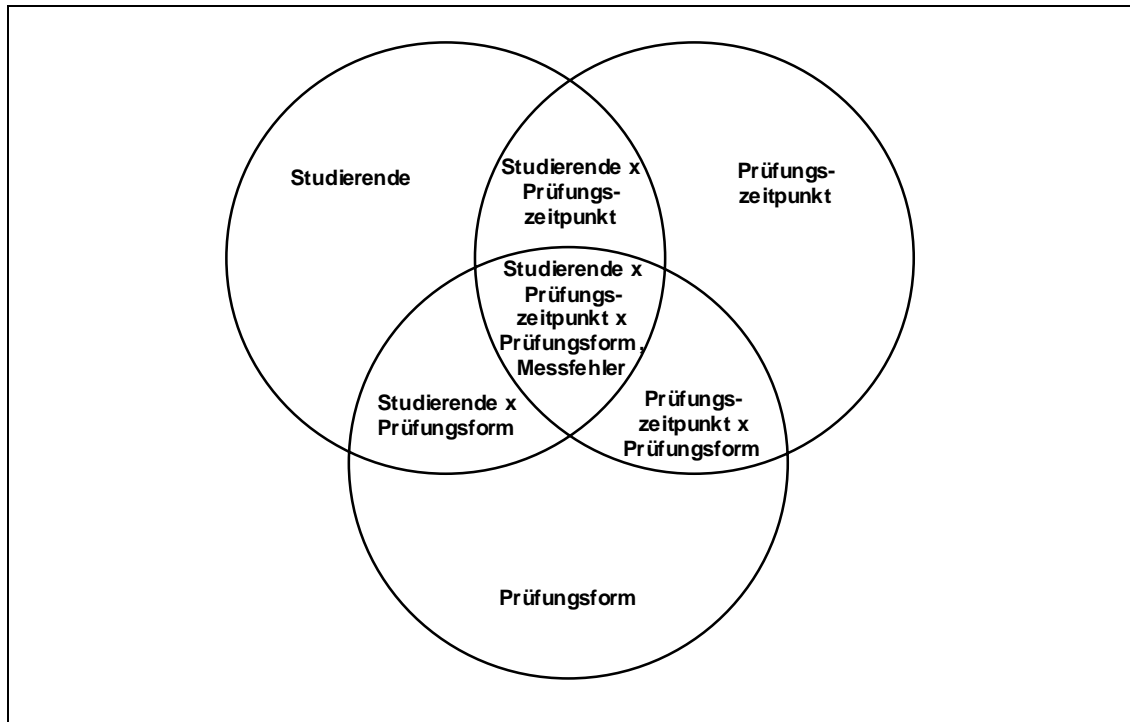 Studierende
Studierende x
Prüfungs-
zeitpunkt
Prüfungs-
zeitpunkt
Studierende x
Prüfungs-
zeitpunkt x
Prüfungsform,
Messfehler
Studierende x
Prüfungsform
Prüfungs-
zeitpunkt x
Prüfungsform
Prüfungsform